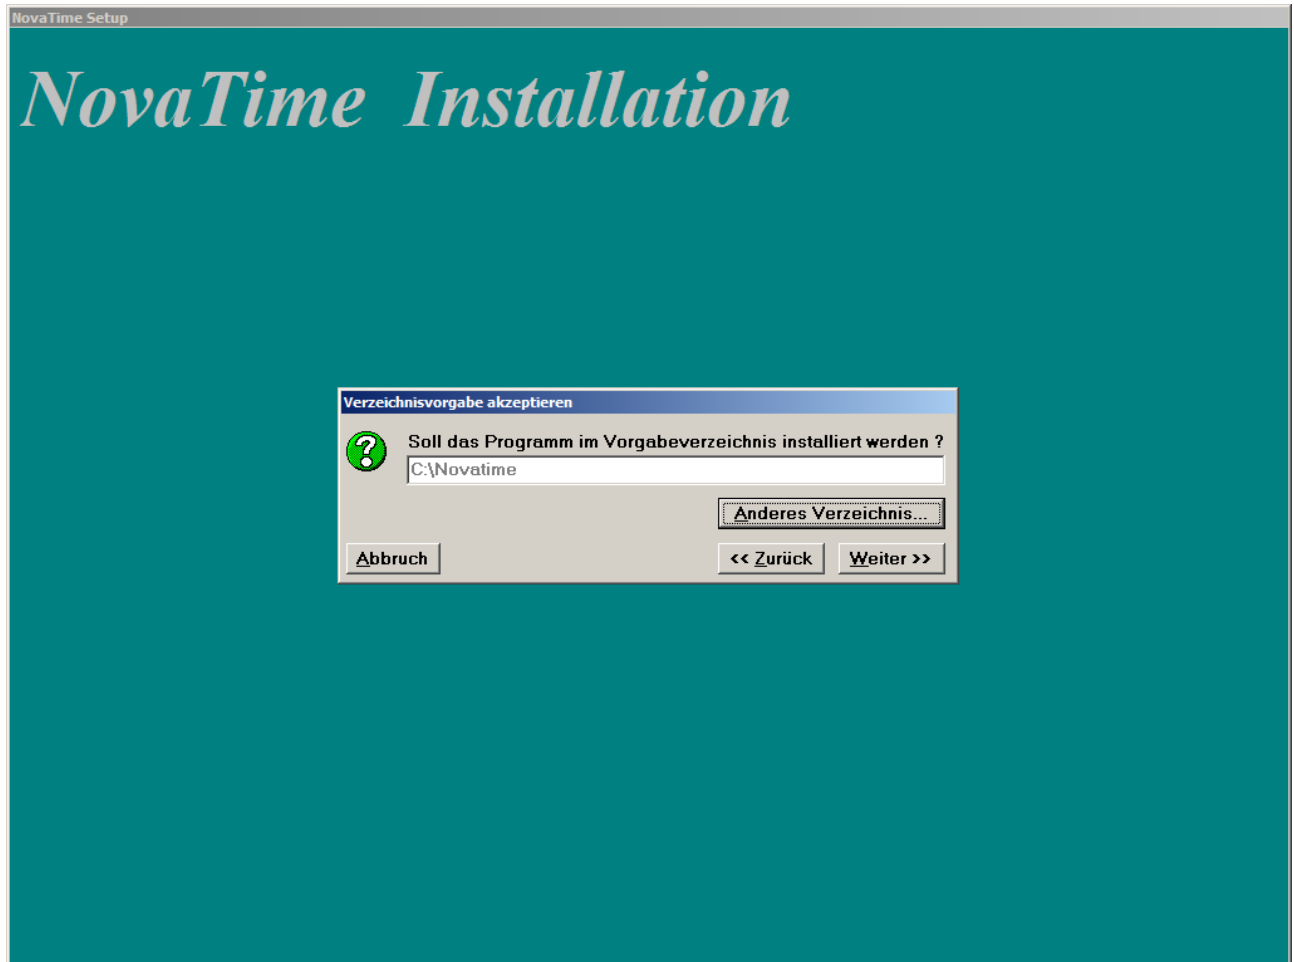 NovaTime Setup
NovaTime Installation
Verzeichnisvorgabe akzeptieren
Soll das Programm im Vorgabeverzeichnis installiert werden ?
C:\Novatime
Anderes Verzeichnis...
Abbruch
<< Zurück
Weiter >>